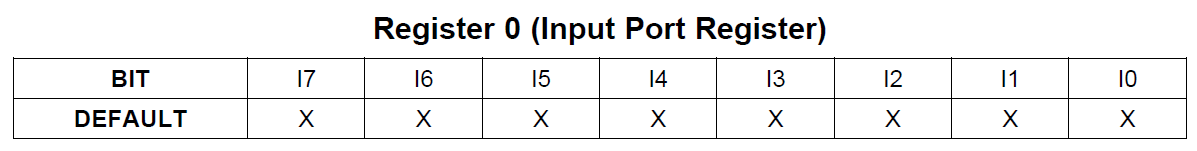 Register 0 (Input Port Register)
BIT I7 I6 I5 I4 I3 I2 I1 I0
DEFAULT X X X X X X X X